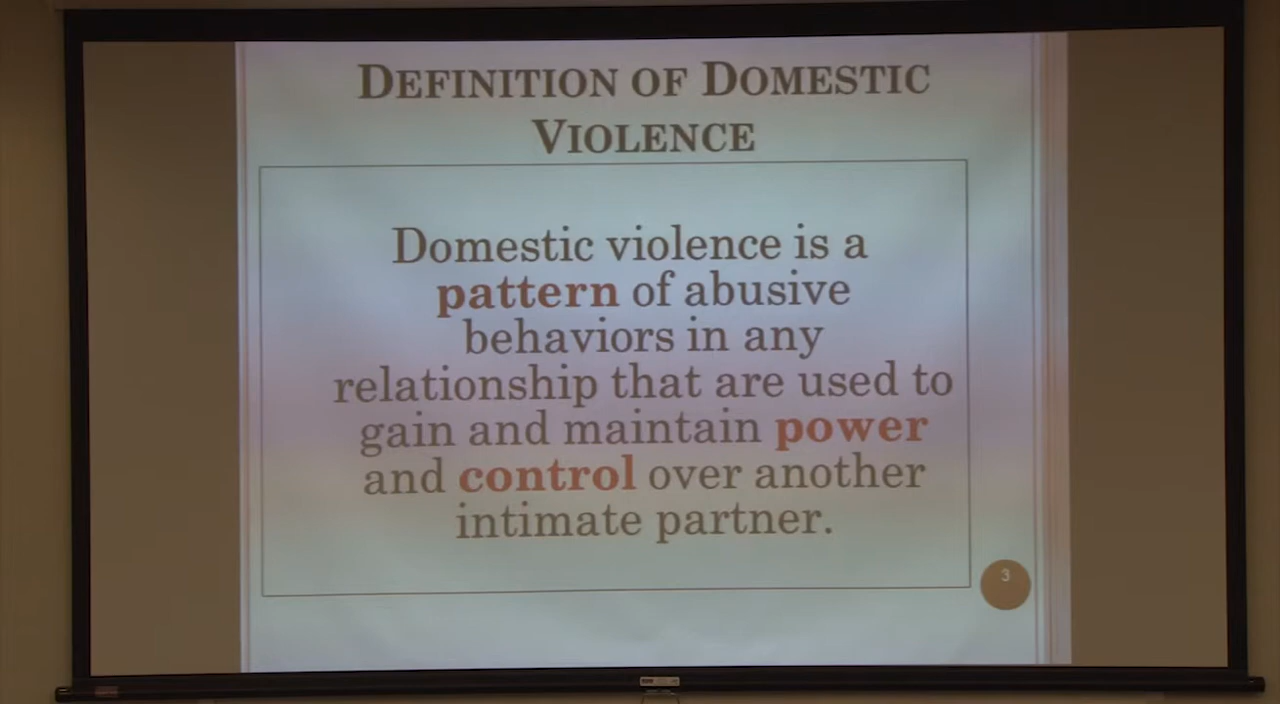 DEFINITION OF DOMESTIC
VIOLENCE
Domestic violence is a
pattern of abusive
behaviors in any
relationship that are used to
gain and maintain power
and control over another
intimate partner.
3